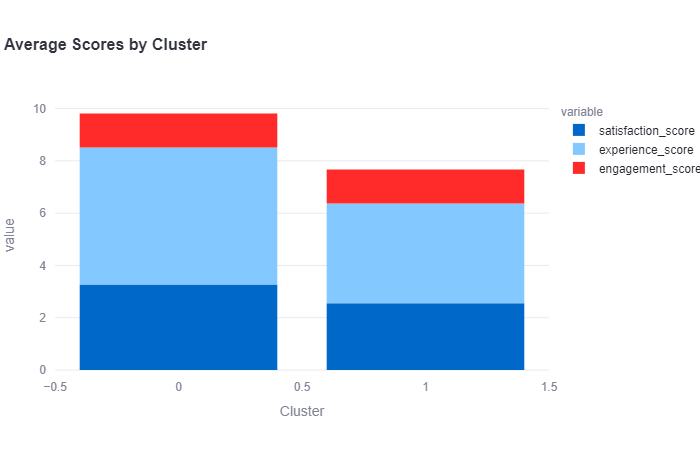 Average Scores by Cluster
10
8
6
4
2
0
value
−0.5 0 0.5 1 1.5
Cluster
variable
satisfaction_score
experience_score
engagement_score